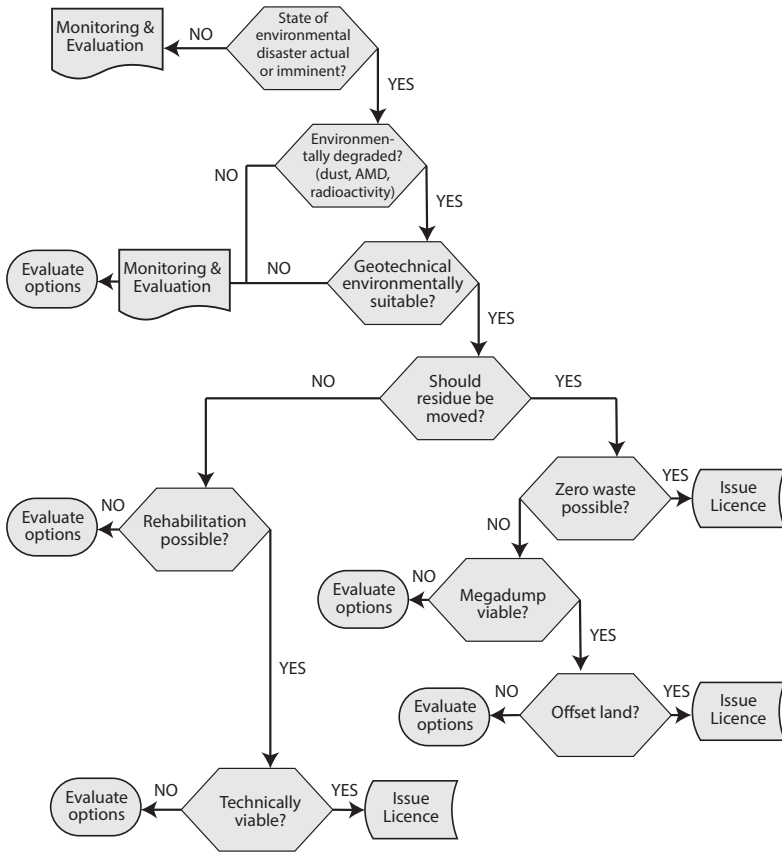 Monitoring &
Evaluation
NO
State of
environmental
disaster actual
or imminent?
YES
Environmen-
tally degraded?
(dust, AMD,
radioactivity)
NO
YES
Evaluate
options
Monitoring &
Evaluation
NO
Geotechnical
environmentally
suitable?
YES
NO
Should
residue be
moved?
YES
Evaluate
options
NO
Rehabilitation
possible?
Zero waste
possible?
YES
Issue
Licence
NO
Evaluate
options
NO
Megadump
viable?
YES
YES
Evaluate
options
NO
Offset land?
YES
Issue
Licence
Evaluate
options
NO
Technically
viable?
YES
Issue
Licence